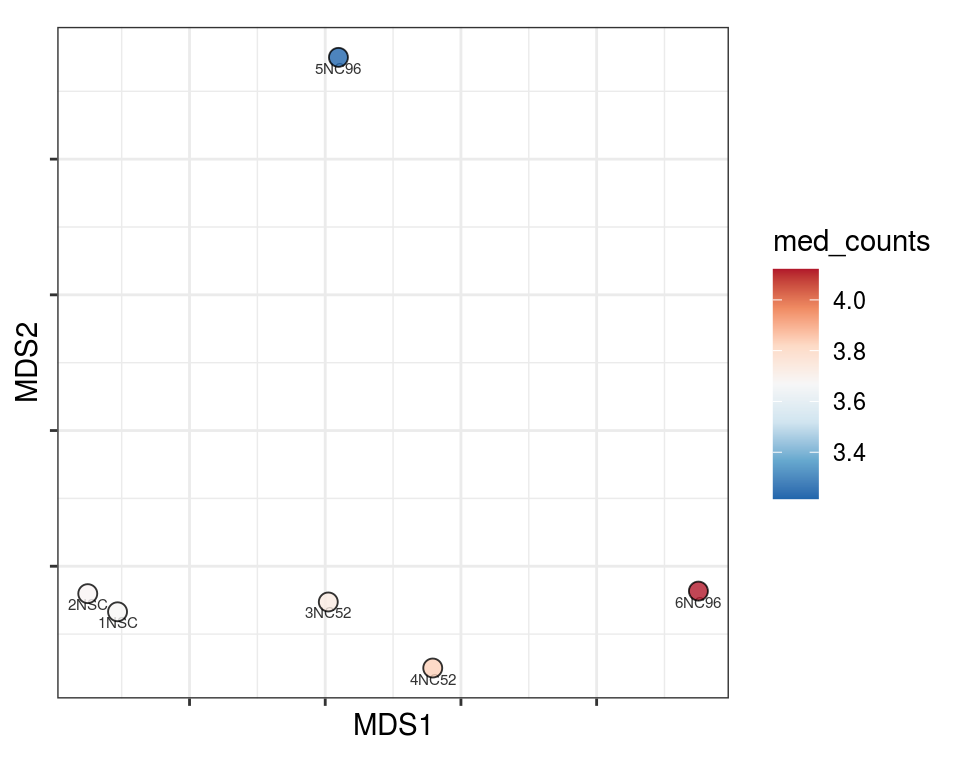 5NC96
2NSC
1NSC
3NC52
6NC96
4NC52
MDS1
MDS2
med_counts
4.0
3.8
3.6
3.4